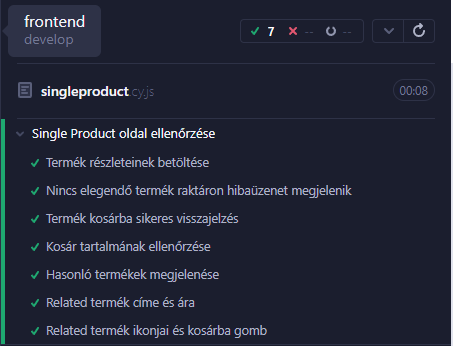 frontend
develop
7 -- --
singleproduct.cy.js
00:08
Single Product oldal ellenőrzése
Termék részleteinek betöltése
Nincs elegendő termék raktáron hibaüzenet megjelenik
Termék kosárba sikeres visszajelzés
Kosár tartalmának ellenőrzése
Hasonló termékek megjelenése
Related termék címe és ára
Related termék ikonjai és kosárba gomb